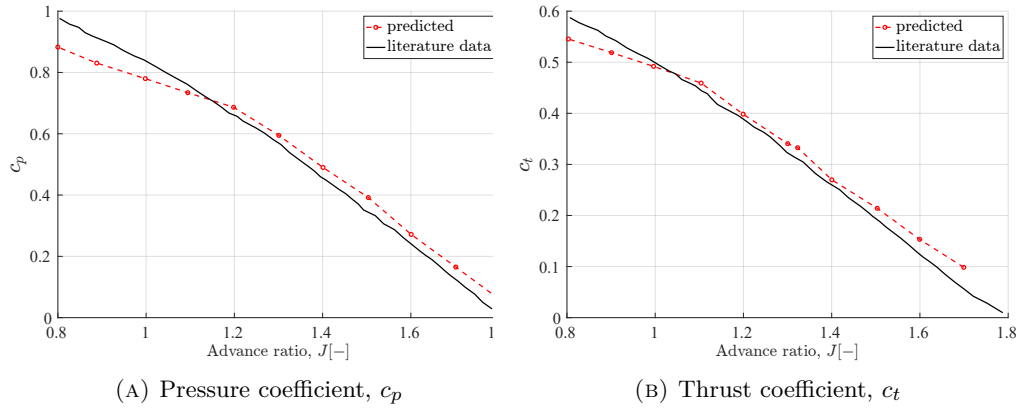 predicted
literature data
1
0.8
0.6
0.4
0.2
0
c_p
0.8 1 1.2 1.4 1.6 1
Advance ratio, J[−]
(A) Pressure coefficient, c_p
predicted
literature data
0.6
0.5
0.4
0.3
0.2
0.1
0
c_t
0.8 1 1.2 1.4 1.6 1.8
Advance ratio, J[−]
(B) Thrust coefficient, c_t